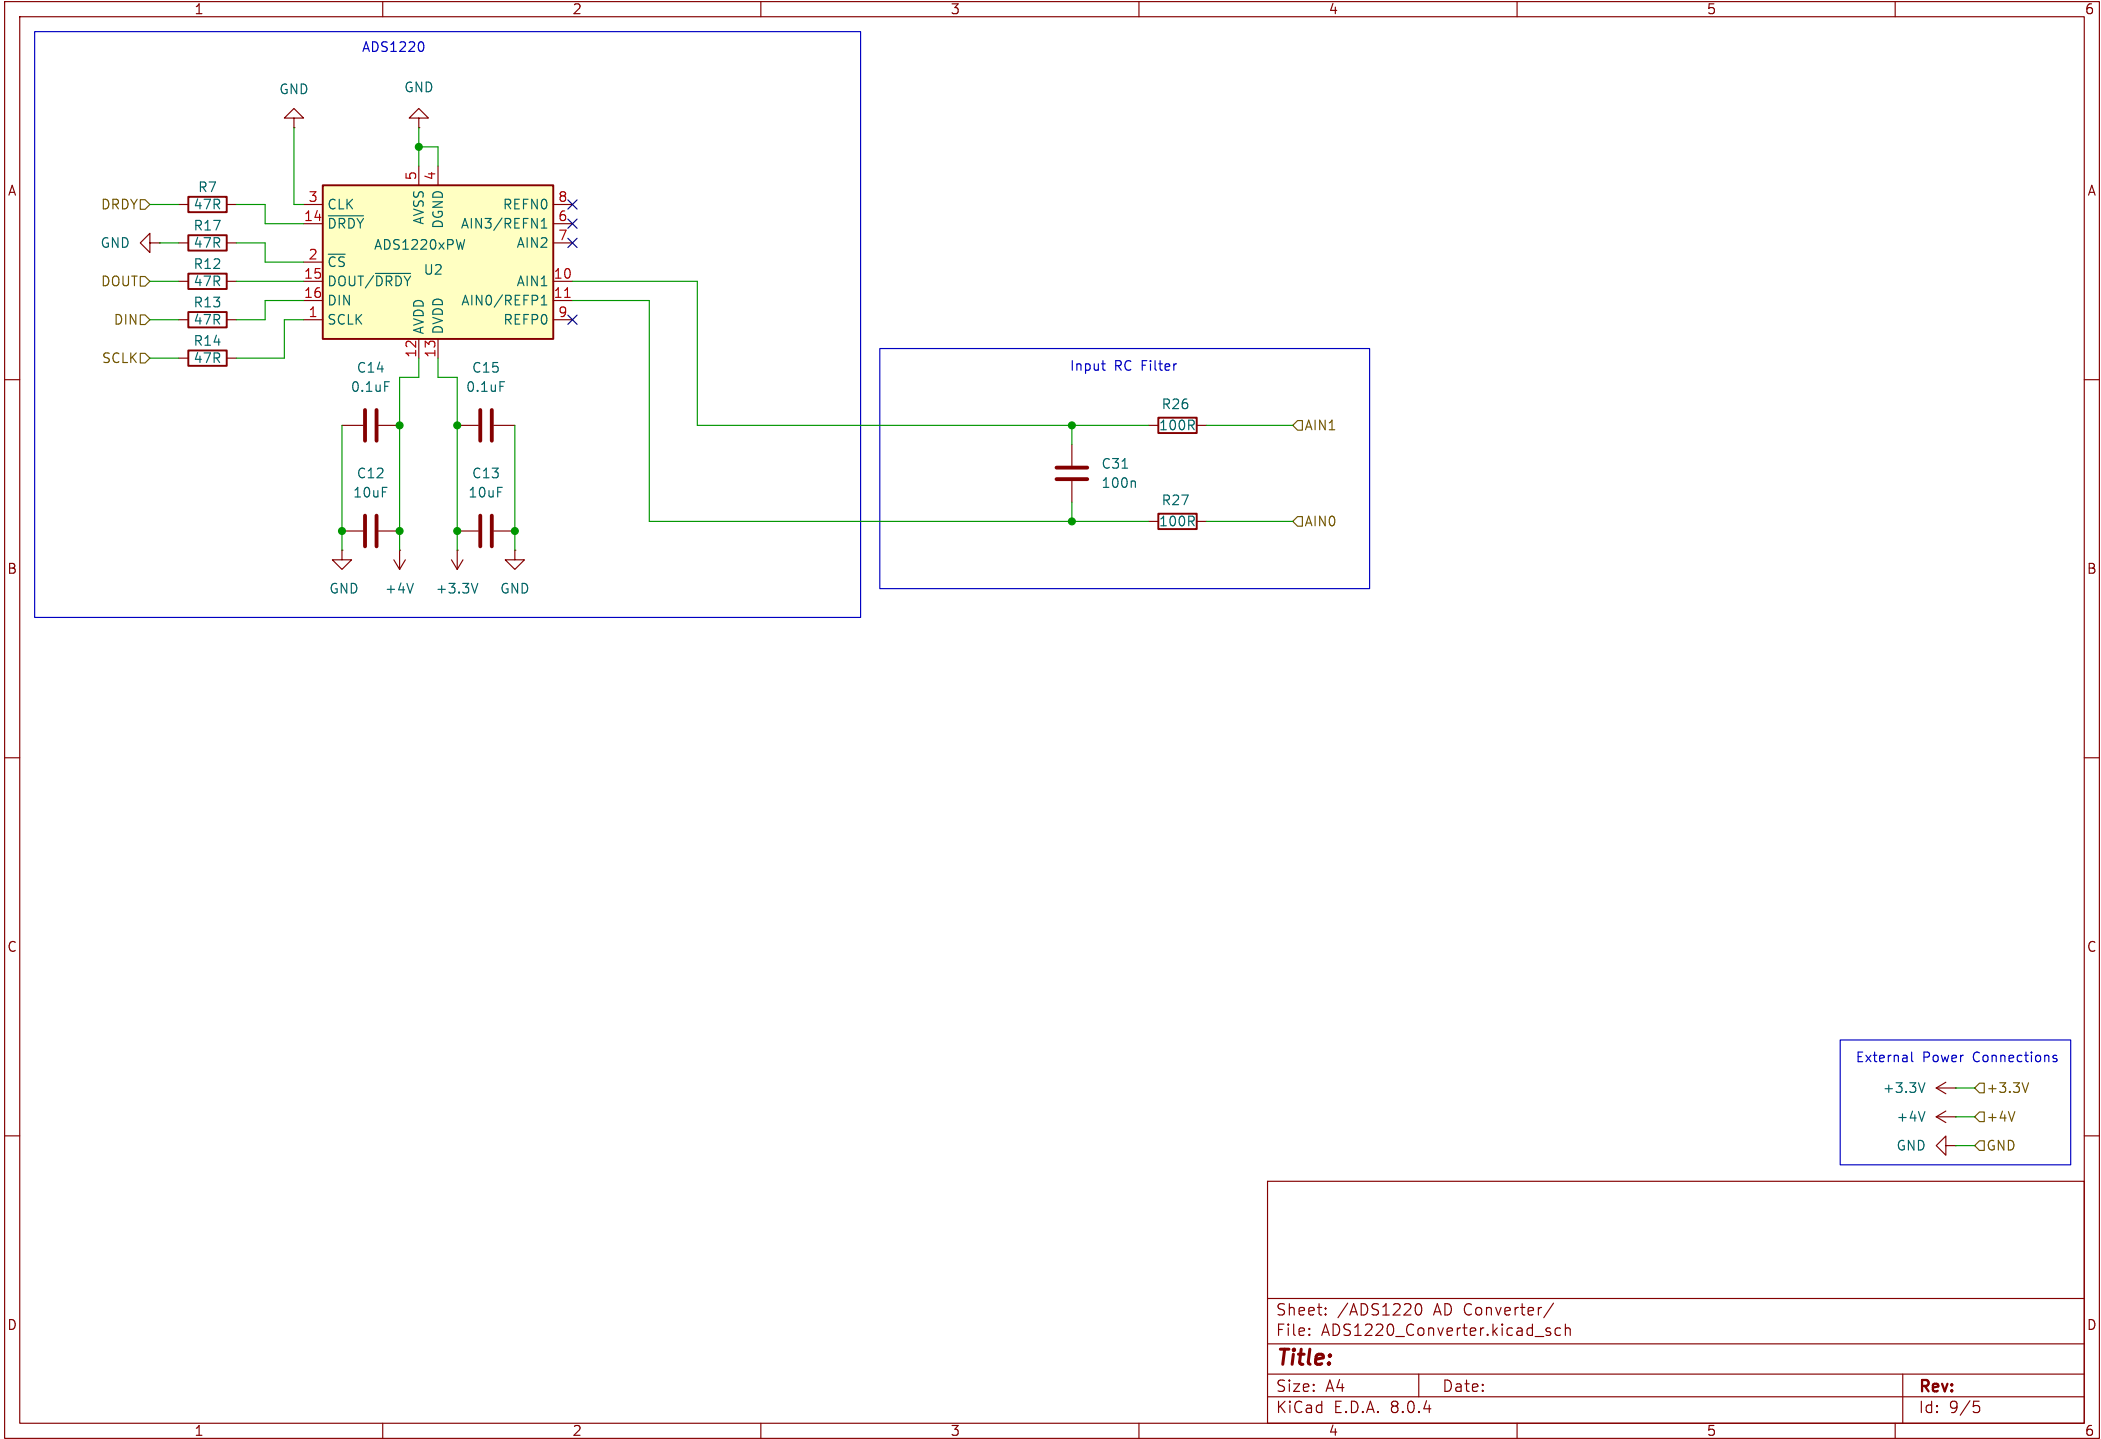 1 2 3 4 5 6
A
B
C
D
A
B
C
D
ADS1220
GND
GND
DRDY
R7
47R
GND
R17
47R
DOUT
R12
47R
DIN
R13
47R
SCLK
R14
47R
3 CLK
14 DRDY
2 CS
15 DOUT/DRDY
16 DIN
1 SCLK
5 AVSS
4 DGND
ADS1220xPW
U2
12 AVDD
13 DVDD
REFN0 8
AIN3/REFN1 6
AIN2 7
AIN1 10
AIN0/REFP1 11
REFP0 9
C14
0.1uF
C15
0.1uF
C12
10uF
C13
10uF
GND +4V +3.3V GND
Input RC Filter
R26
100R
AIN1
C31
100n
R27
100R
AIN0
External Power Connections
+3.3V +3.3V
+4V +4V
GND GND
Sheet: /ADS1220 AD Converter/
File: ADS1220_Converter.kicad_sch
Title:
Size: A4 Date: Rev:
KiCad E.D.A. 8.0.4 Id: 9/5
1 2 3 4 5 6